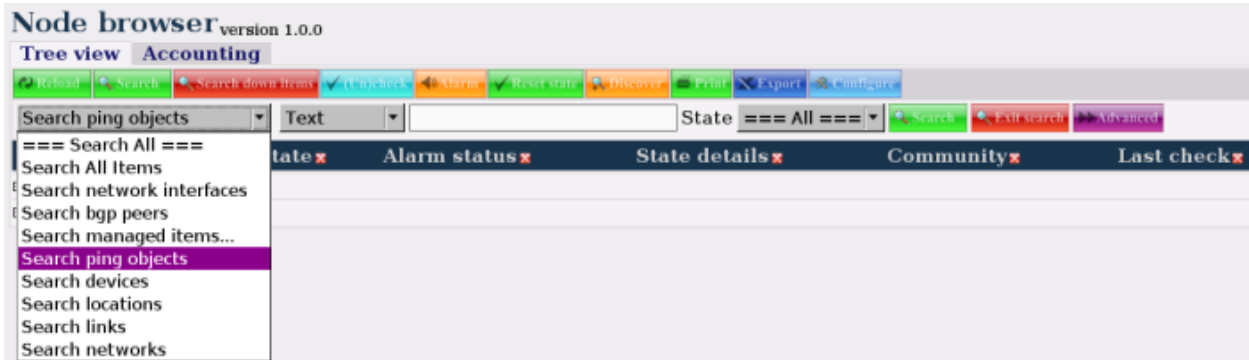 Node browser version 1.0.0
Tree view Accounting
Reload Search Search down items (Un)check Alarm Reset state Discover Print Export Configure
Search ping objects Text State === All === Search Exit search Advanced
=== Search All ===
tate Alarm status State details Community Last check
Search All Items
Search network interfaces
Search bgp peers
Search managed items...
Search ping objects
Search devices
Search locations
Search links
Search networks